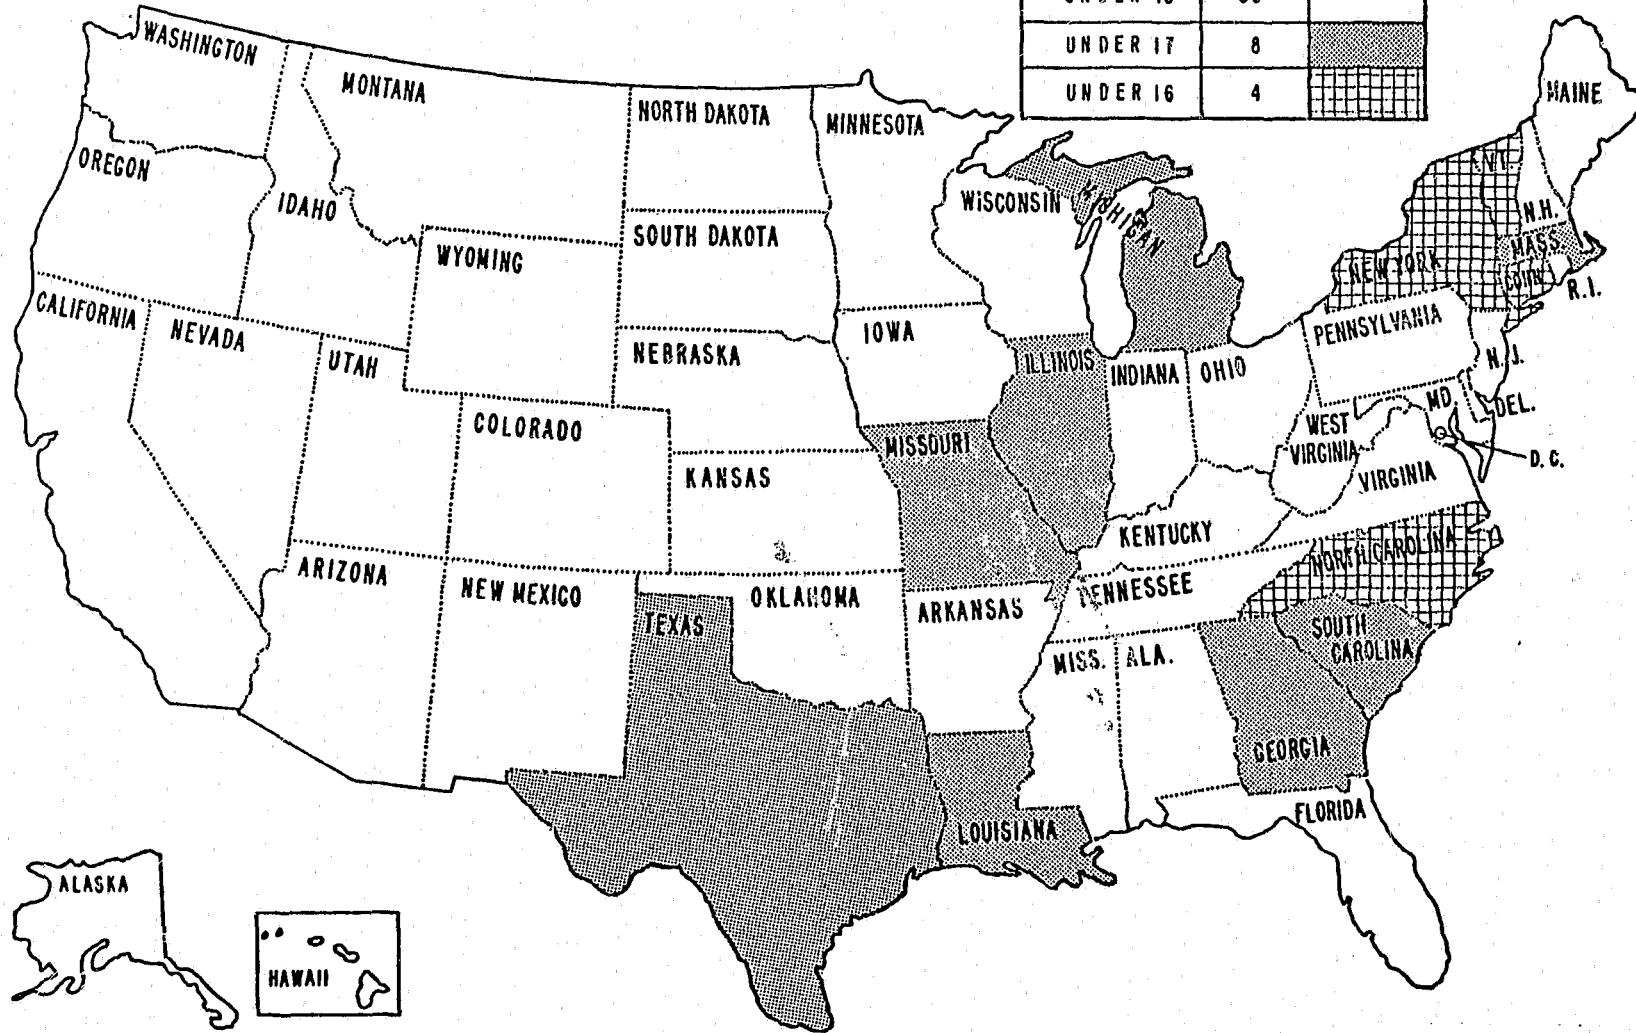 UNDER 17 8
UNDER 16 4
WASHINGTON
MONTANA
NORTH DAKOTA
MINNESOTA
MAINE
OREGON
IDAHO
VT.
WISCONSIN
MICHIGAN
N.H.
SOUTH DAKOTA
WYOMING
MASS.
NEW YORK
CONN.
R.I.
CALIFORNIA
NEVADA
UTAH
NEBRASKA
IOWA
PENNSYLVANIA
ILLINOIS
INDIANA
OHIO
N.J.
MD.
DEL.
COLORADO
MISSOURI
WEST
VIRGINIA
D.C.
KANSAS
VIRGINIA
KENTUCKY
NORTH CAROLINA
ARIZONA
NEW MEXICO
OKLAHOMA
ARKANSAS
TENNESSEE
TEXAS
SOUTH
CAROLINA
MISS.
ALA.
GEORGIA
LOUISIANA
FLORIDA
ALASKA
HAWAII